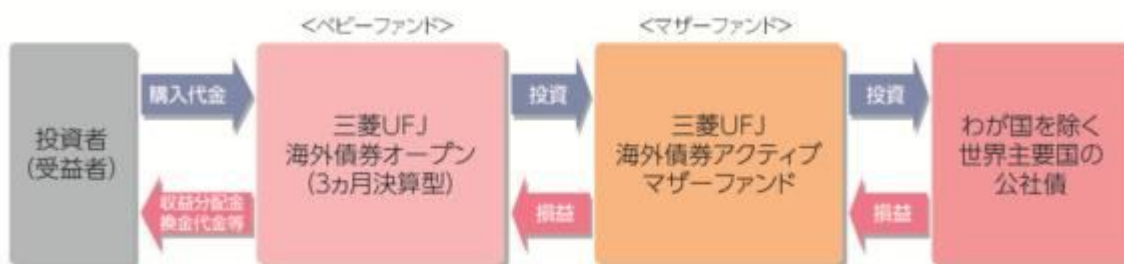 <ベビーファンド>
<マザーファンド>
投資者
(受益者)
購入代金
収益分配金
換金代金等
三菱UFJ
海外債券オープン
(3ヵ月決算型)
投資
損益
三菱UFJ
海外債券アクティブ
マザーファンド
投資
損益
わが国を除く
世界主要国の
公社債